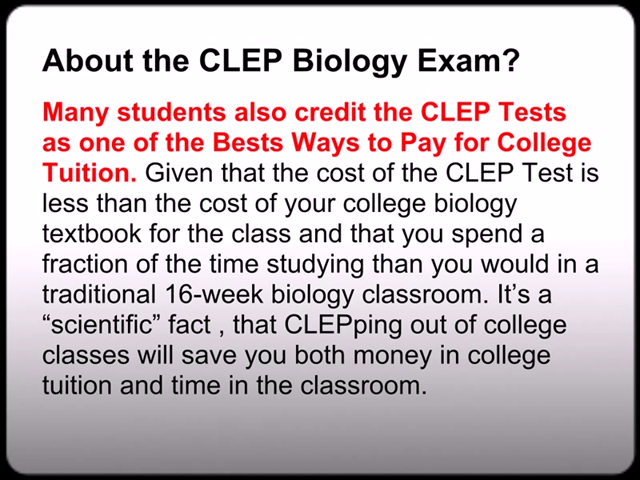 About the CLEP Biology Exam?
Many students also credit the CLEP Tests
as one of the Bests Ways to Pay for College
Tuition. Given that the cost of the CLEP Test is
less than the cost of your college biology
textbook for the class and that you spend a
fraction of the time studying than you would in a
traditional 16-week biology classroom. It’s a
“scientific” fact , that CLEPping out of college
classes will save you both money in college
tuition and time in the classroom.